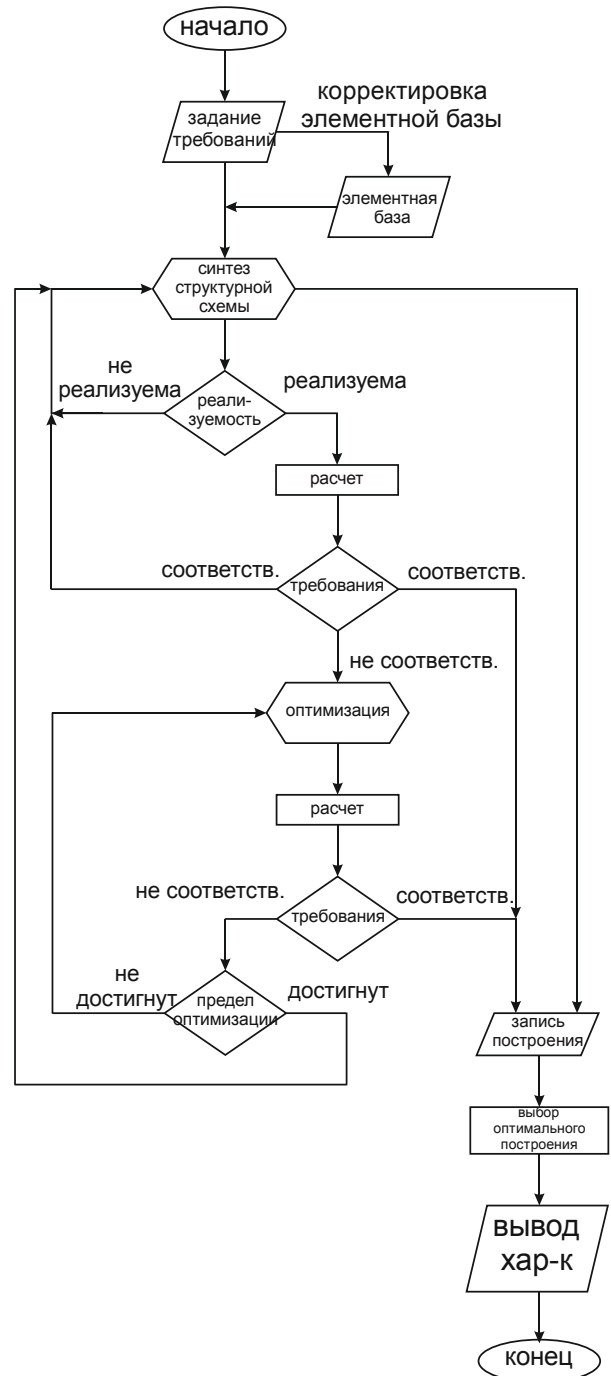 начало
задание
требований
корректировка
элементной базы
элементная
база
синтез
структурной
схемы
не
реализуема
реализуема
реали-
зуемость
расчет
соответств.
требования
соответств.
не соответств.
оптимизация
расчет
не соответств.
требования
соответств.
не
достигнут
предел
оптимизации
достигнут
запись
построения
выбор
оптимального
построения
вывод
хар-к
конец